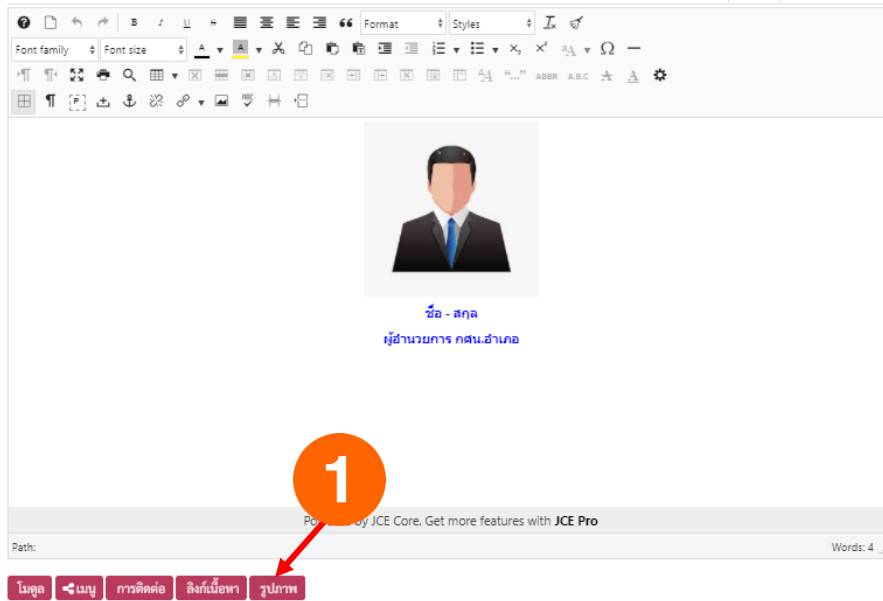 Format Styles
Font family Font size A A
ABBR A.B.C A A
ชื่อ - สกุล
ผู้อำนวยการ กศน.อำเภอ
1
by JCE Core. Get more features with JCE Pro
Path: Words: 4
โมดูล เมนู การติดต่อ ลิงก์เนื้อหา รูปภาพ